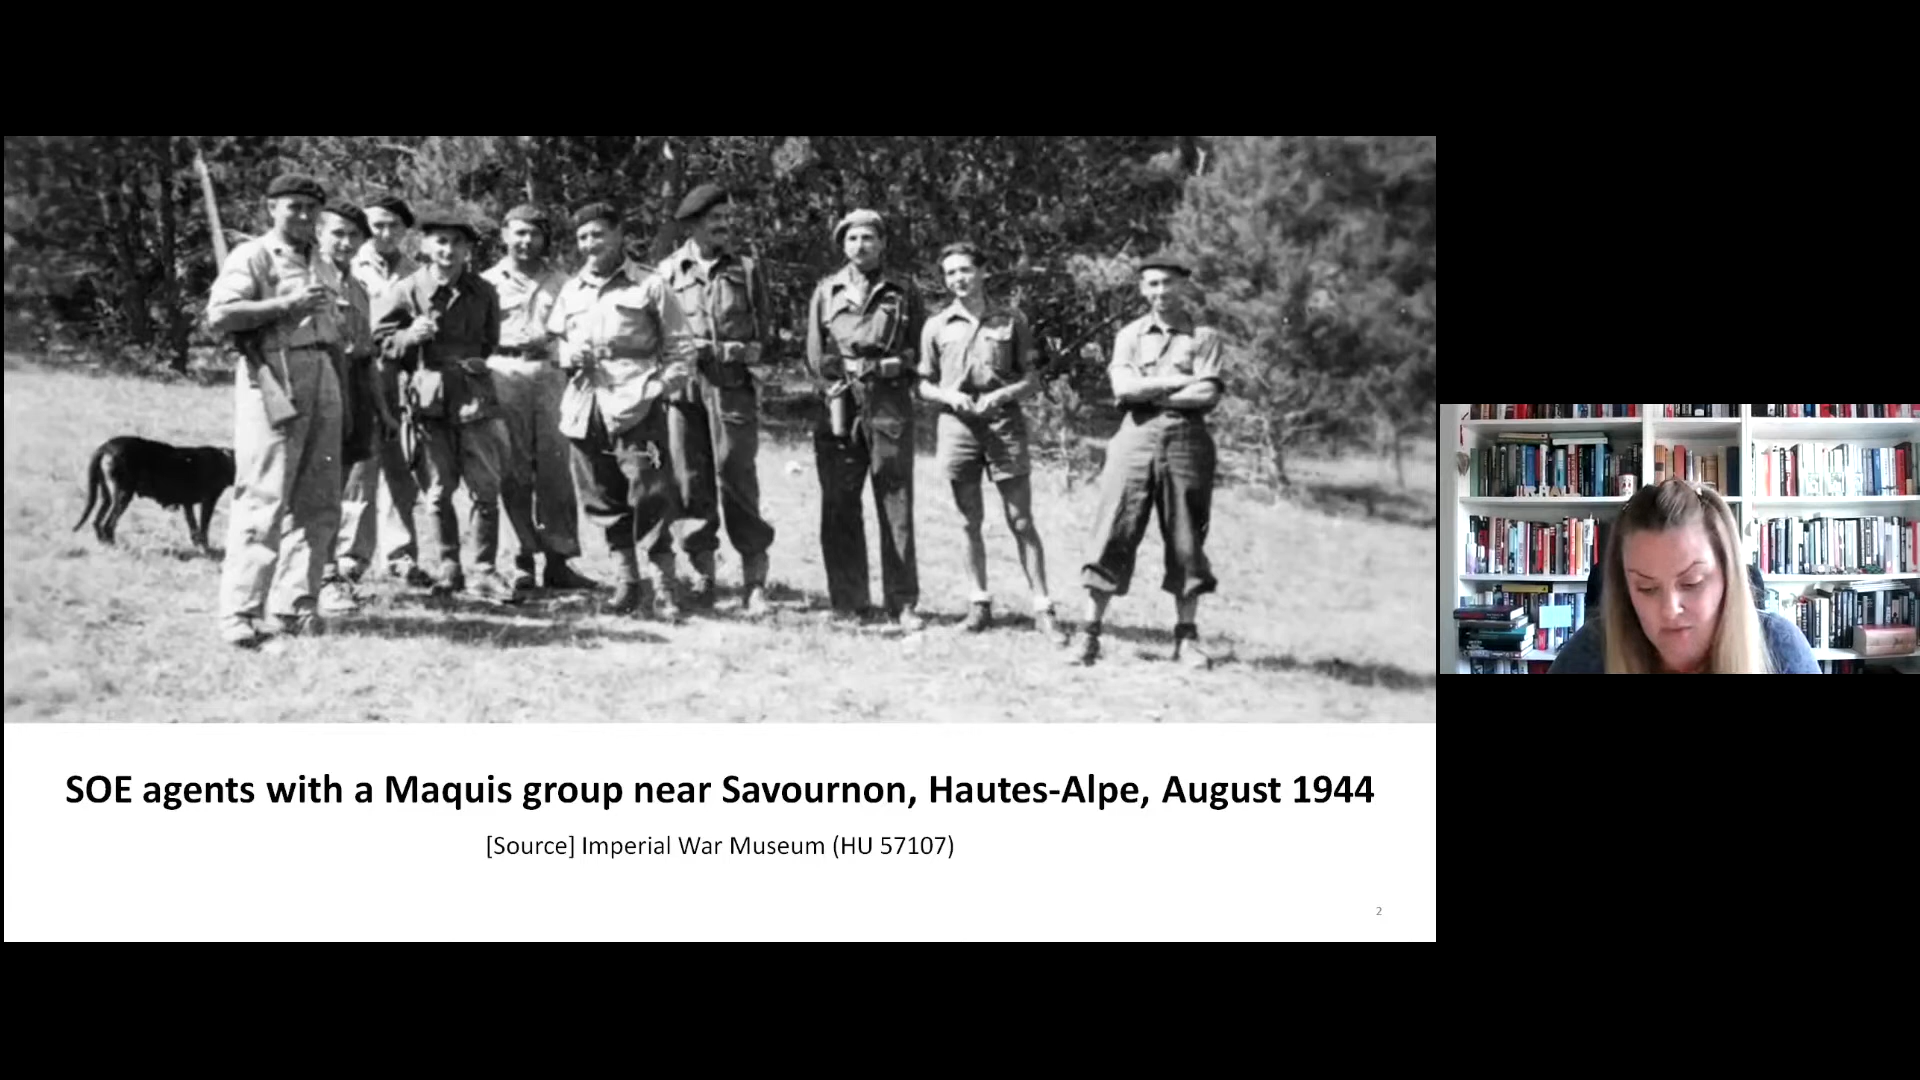 SOE agents with a Maquis group near Savournon, Hautes-Alpe, August 1944
[Source] Imperial War Museum (HU 57107)
2